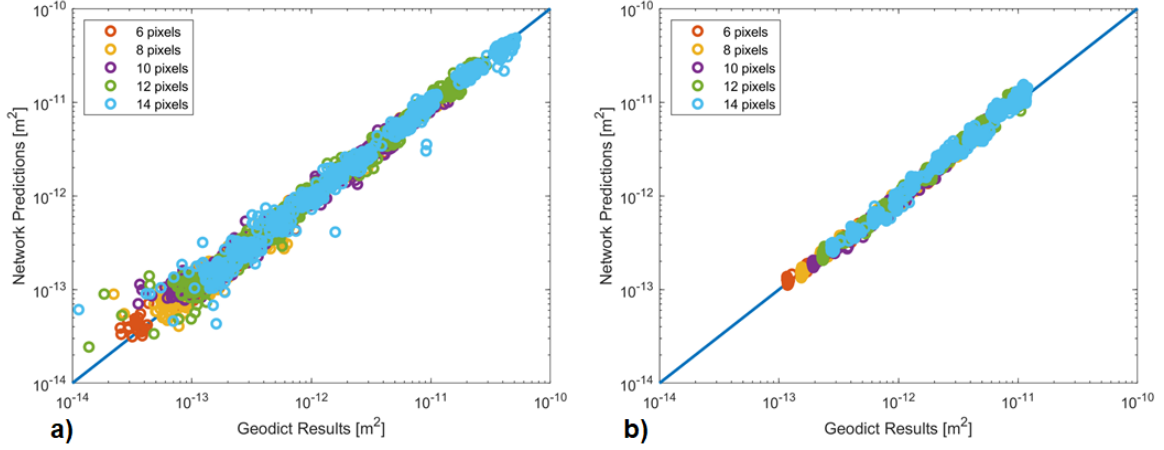 10^-10
10^-11
10^-12
10^-13
10^-14
Network Predictions [m^2]
6 pixels
8 pixels
10 pixels
12 pixels
14 pixels
10^-14 10^-13 10^-12 10^-11 10^-10
Geodict Results [m^2]
a)
10^-10
10^-11
10^-12
10^-13
10^-14
Network Predictions [m^2]
6 pixels
8 pixels
10 pixels
12 pixels
14 pixels
10^-14 10^-13 10^-12 10^-11 10^-10
Geodict Results [m^2]
b)